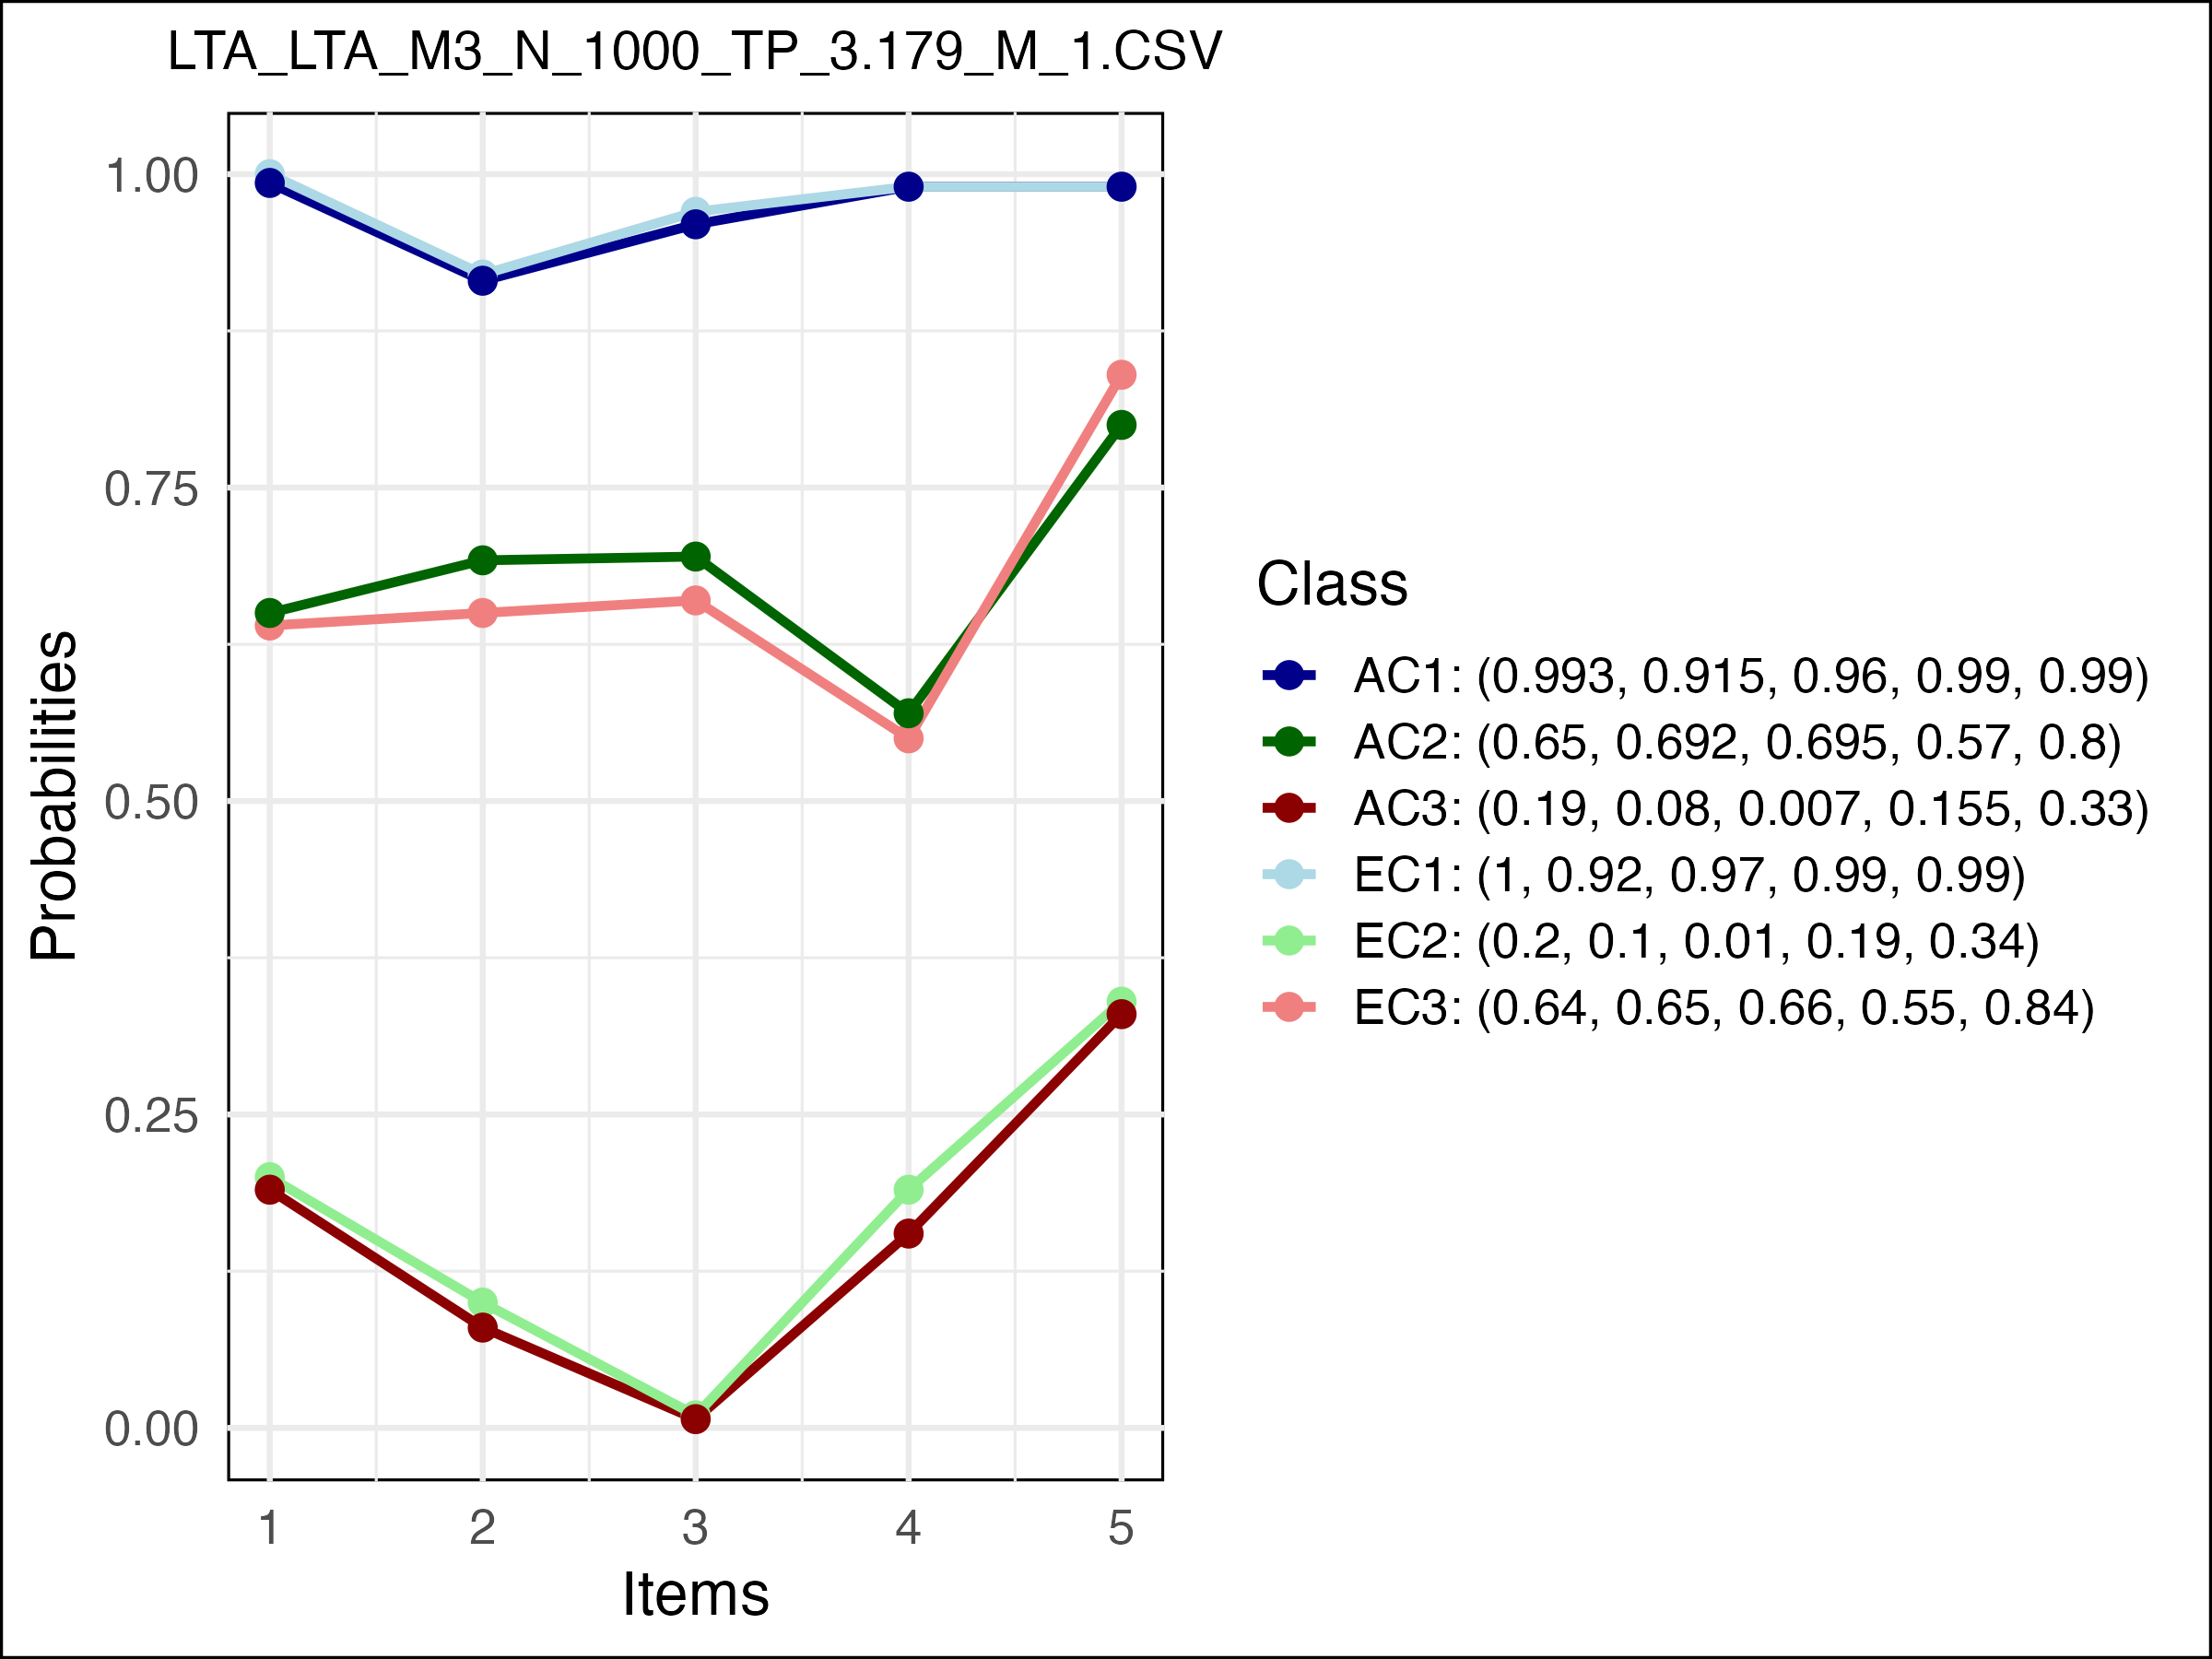 LTA_LTA_M3_N_1000_TP_3.179_M_1.CSV
1.00
0.75
0.50
0.25
0.00
Probabilities
1 2 3 4 5
Items
Class
AC1: (0.993, 0.915, 0.96, 0.99, 0.99)
AC2: (0.65, 0.692, 0.695, 0.57, 0.8)
AC3: (0.19, 0.08, 0.007, 0.155, 0.33)
EC1: (1, 0.92, 0.97, 0.99, 0.99)
EC2: (0.2, 0.1, 0.01, 0.19, 0.34)
EC3: (0.64, 0.65, 0.66, 0.55, 0.84)